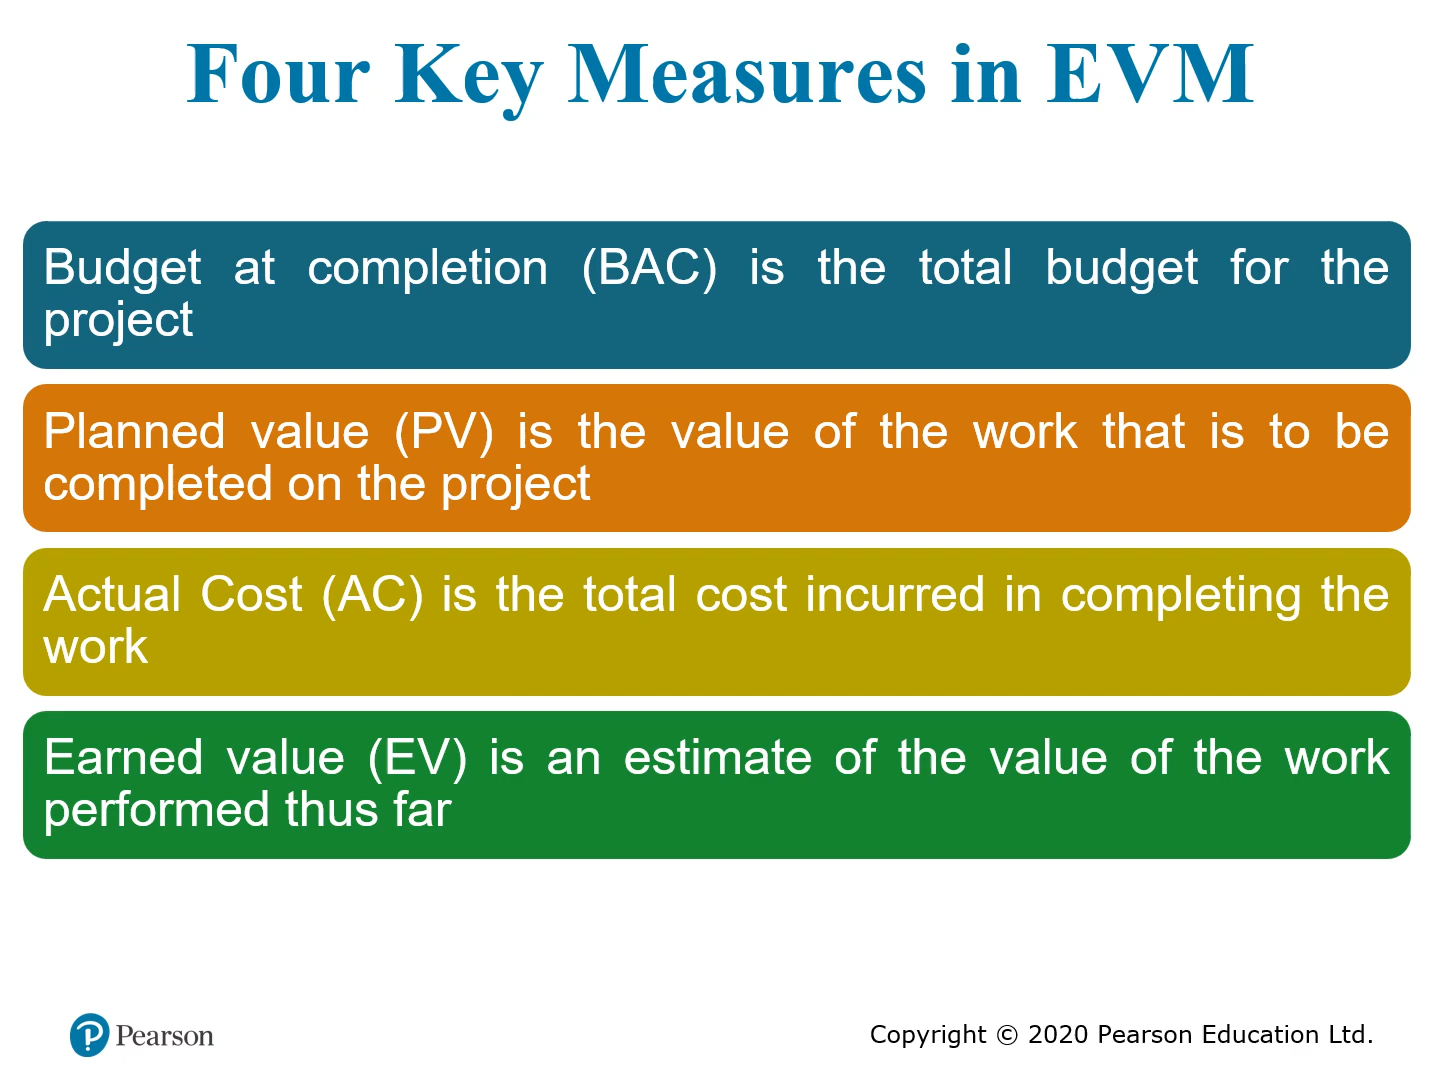 Four Key Measures in EVM
Budget at completion (BAC) is the total budget for the
project
Planned value (PV) is the value of the work that is to be
completed on the project
Actual Cost (AC) is the total cost incurred in completing the
work
Earned value (EV) is an estimate of the value of the work
performed thus far
Pearson
Copyright © 2020 Pearson Education Ltd.